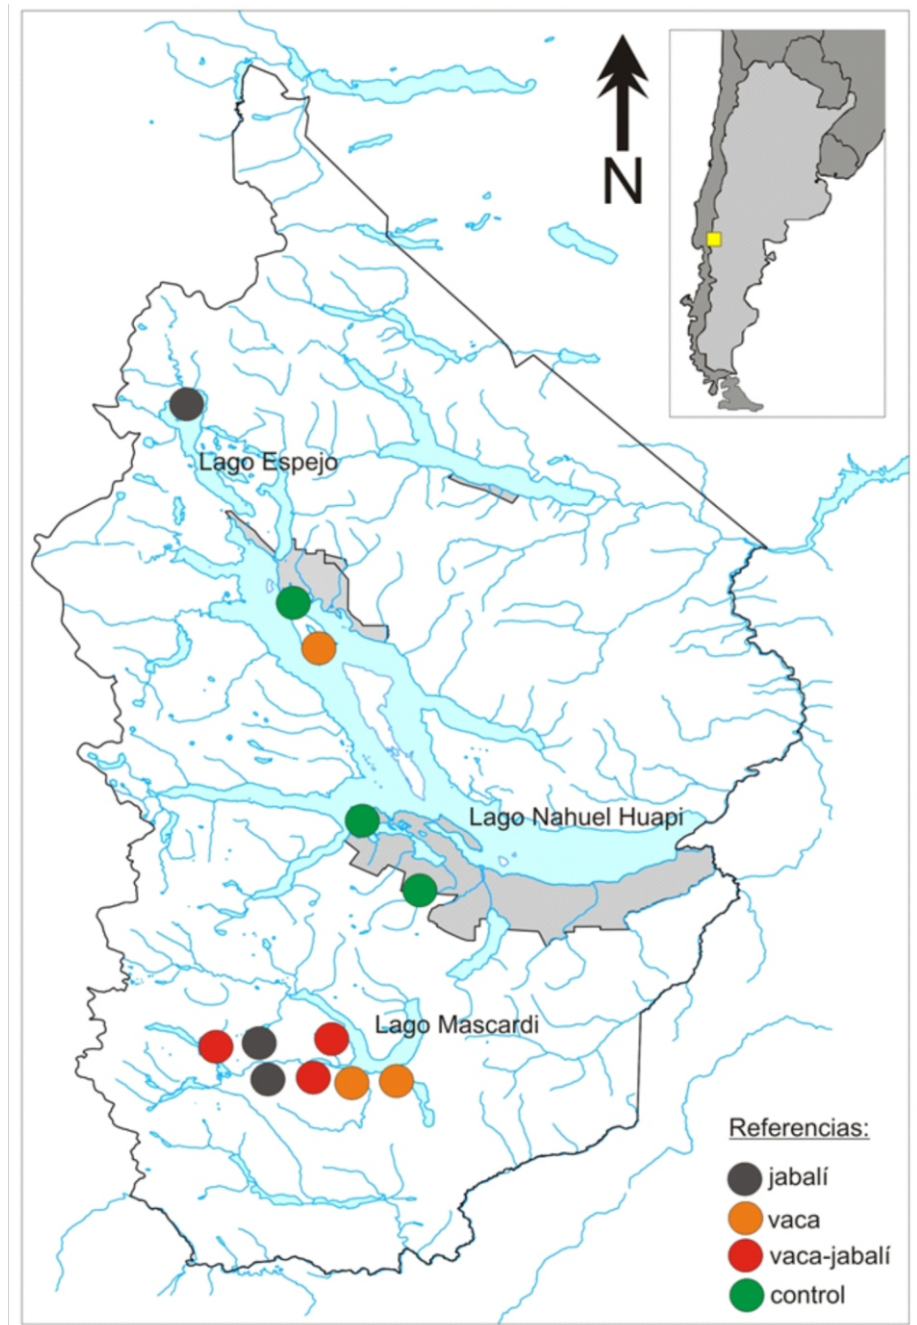 N
Lago Espejo
Lago Nahuel Huapi
Lago Mascardi
Referencias:
jabalí
vaca
vaca-jabalí
control